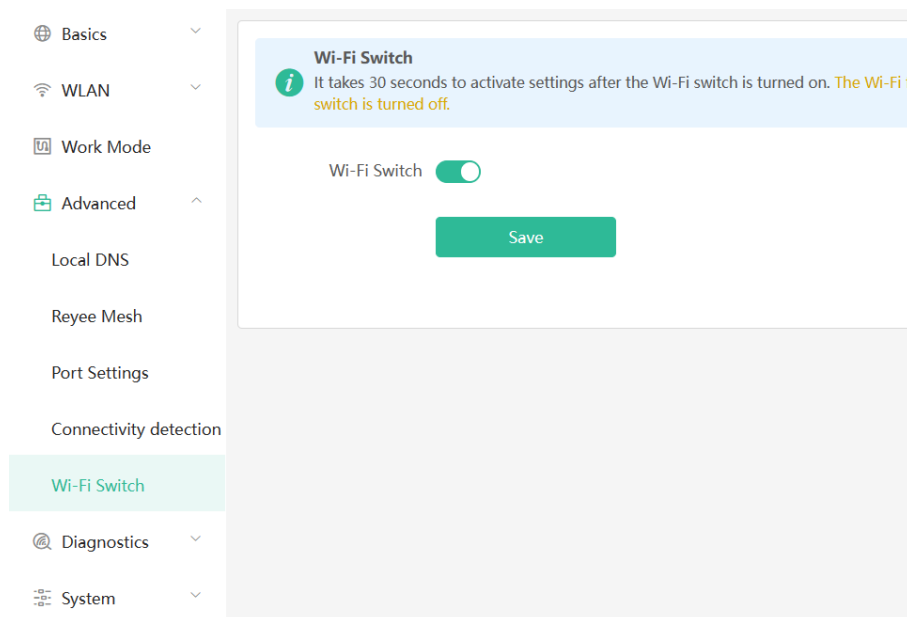 Basics
WLAN
Work Mode
Advanced
Local DNS
Reyee Mesh
Port Settings
Connectivity detection
Wi-Fi Switch
Diagnostics
System
Wi-Fi Switch
It takes 30 seconds to activate settings after the Wi-Fi switch is turned on. The Wi-Fi
switch is turned off.
Wi-Fi Switch
Save